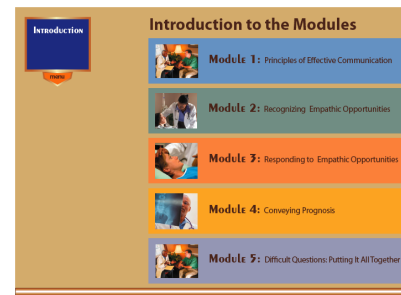 Introduction
menu
Introduction to the Modules
Module 1: Principles of Effective Communication
Module 2: Recognizing Empathic Opportunities
Module 3: Responding to Empathic Opportunities
Module 4: Conveying Prognosis
Module 5: Difficult Questions: Putting It All Together